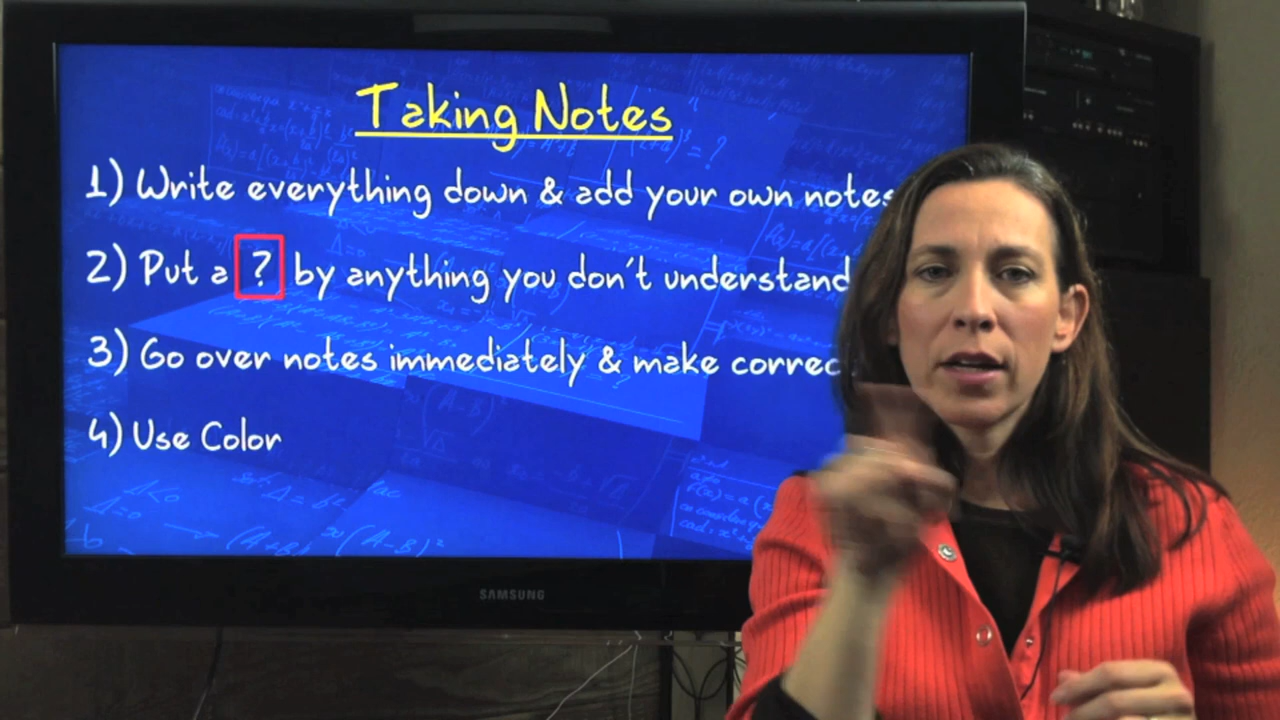 Taking Notes
1) Write everything down & add your own notes
2) Put a ? by anything you don't understand
3) Go over notes immediately & make correc
4) Use Color
SAMSUNG